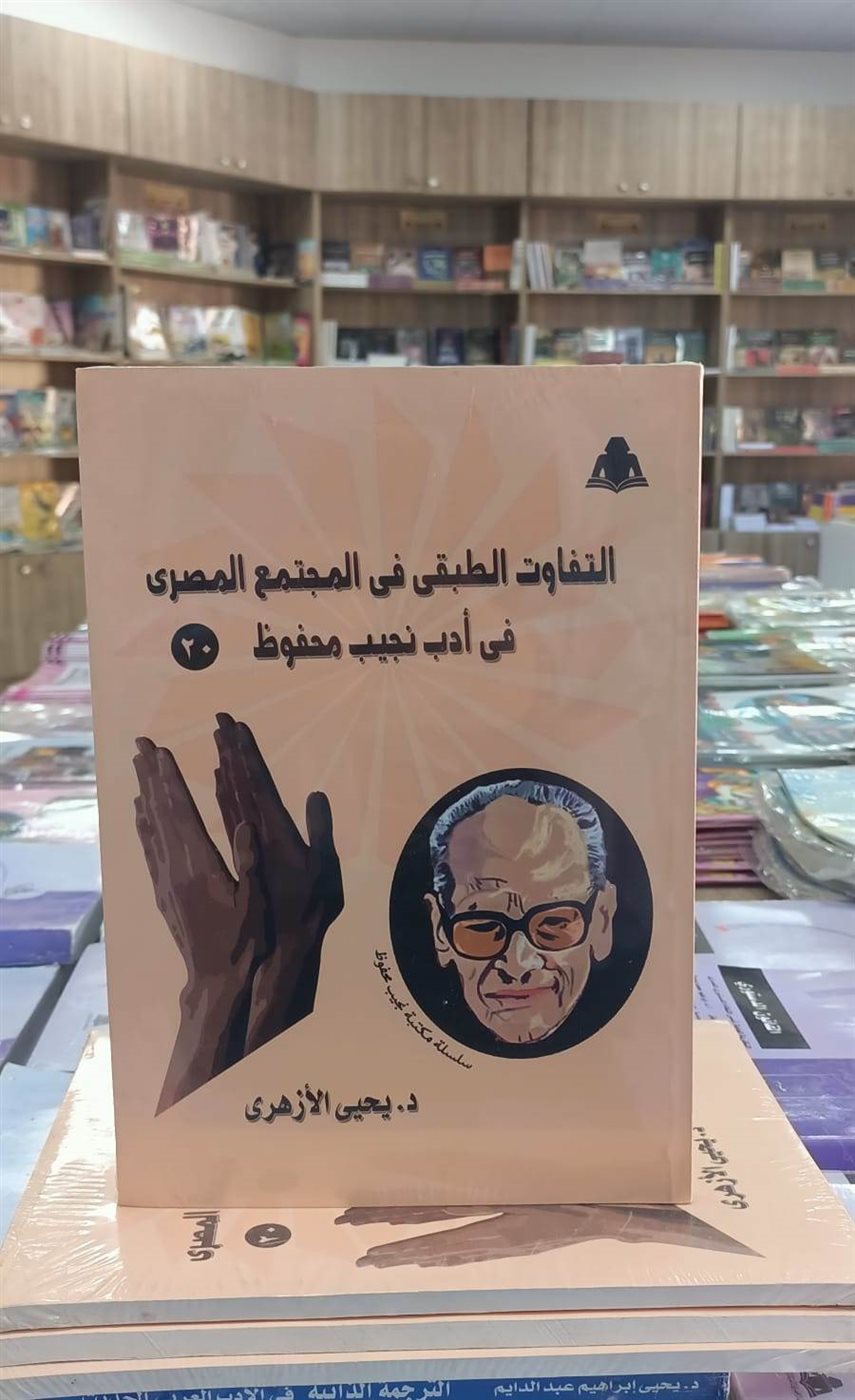 التفاوت الطبقى فى المجتمع المصرى
فى أدب نجيب محفوظ ٢٠
سلسلة مكتبة نجيب محفوظ
د. يحيى الأزهرى
د. يحيى الأزهرى
المصرى
٢٠
د. يحيى إبراهيم عبد الدايم
الترجمة الذاتية فى الأدب العربى